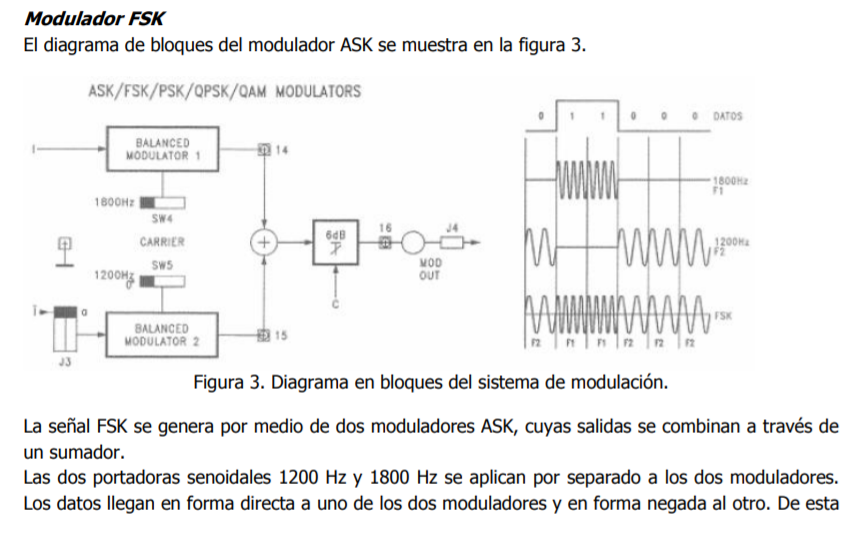 Modulador FSK
El diagrama de bloques del modulador ASK se muestra en la figura 3.
ASK/FSK/PSK/QPSK/QAM MODULATORS
I
BALANCED
MODULATOR 1
14
1800Hz
SW4
CARRIER
SW5
1200Hz
BALANCED
MODULATOR 2
15
J3
6dB
C
16
J4
MOD
OUT
0 1 1 0 0 0 DATOS
1800Hz
F1
1200Hz
F2
FSK
F2 F1 F1 F2 F2 F2
Figura 3. Diagrama en bloques del sistema de modulación.
La señal FSK se genera por medio de dos moduladores ASK, cuyas salidas se combinan a través de
un sumador.
Las dos portadoras senoidales 1200 Hz y 1800 Hz se aplican por separado a los dos moduladores.
Los datos llegan en forma directa a uno de los dos moduladores y en forma negada al otro. De esta